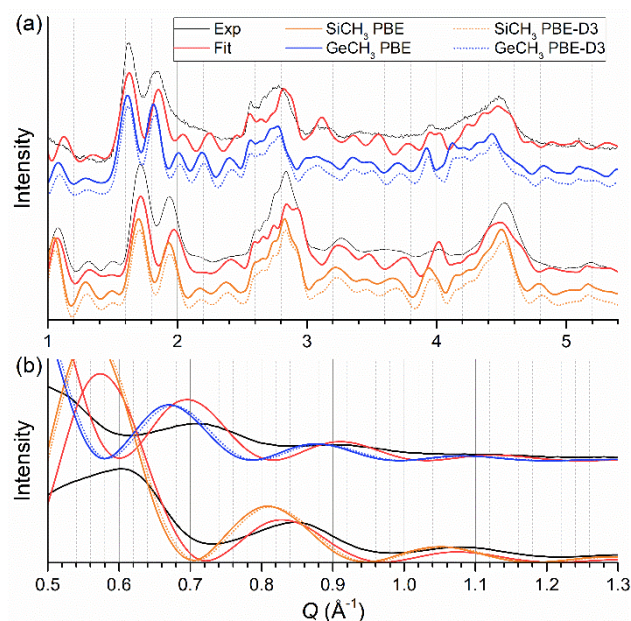 (a) Exp SiCH₃ PBE SiCH₃ PBE-D3
Fit GeCH₃ PBE GeCH₃ PBE-D3
Intensity
1 2 3 4 5
(b)
Intensity
0.5 0.6 0.7 0.8 0.9 1.0 1.1 1.2 1.3
Q (Å⁻¹)